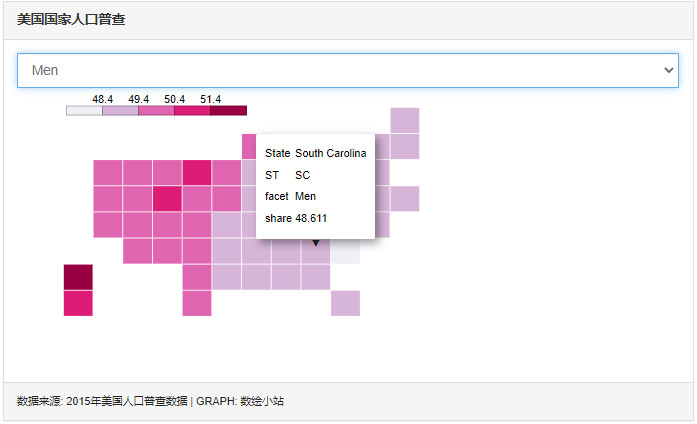 美国国家人口普查
Men
48.4 49.4 50.4 51.4
State South Carolina
ST SC
facet Men
share 48.611
数据来源: 2015年美国人口普查数据 | GRAPH: 数绘小站